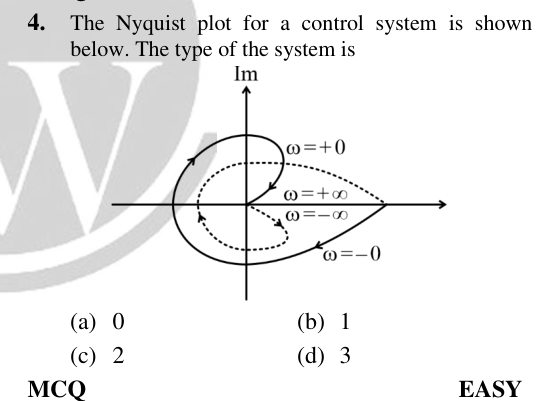 4. The Nyquist plot for a control system is shown
below. The type of the system is
Im
ω=+0
ω=+∞
ω=−∞
ω=−0
(a) 0 (b) 1
(c) 2 (d) 3
MCQ EASY